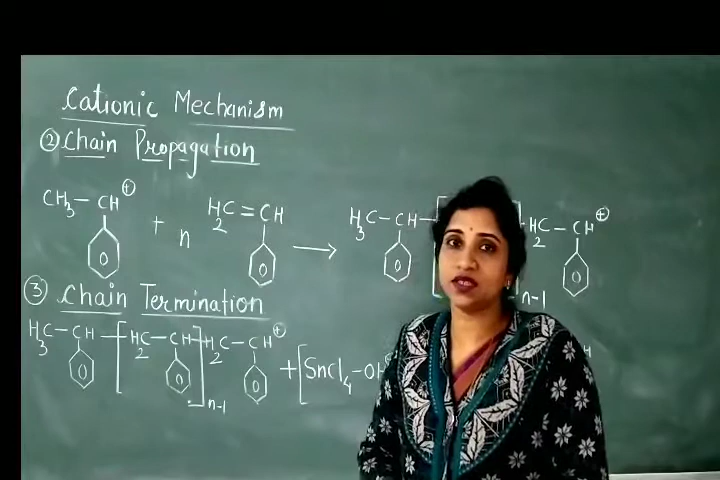 Cationic Mechanism
② Chain Propagation
CH3–CH⊕ + n H2C=CH → H3C–CH–[ ]n-1 H2C–CH⊕
③ Chain Termination
H3C–CH–[H2C–CH]n-1 H2C–CH⊕ + [SnCl4-OH